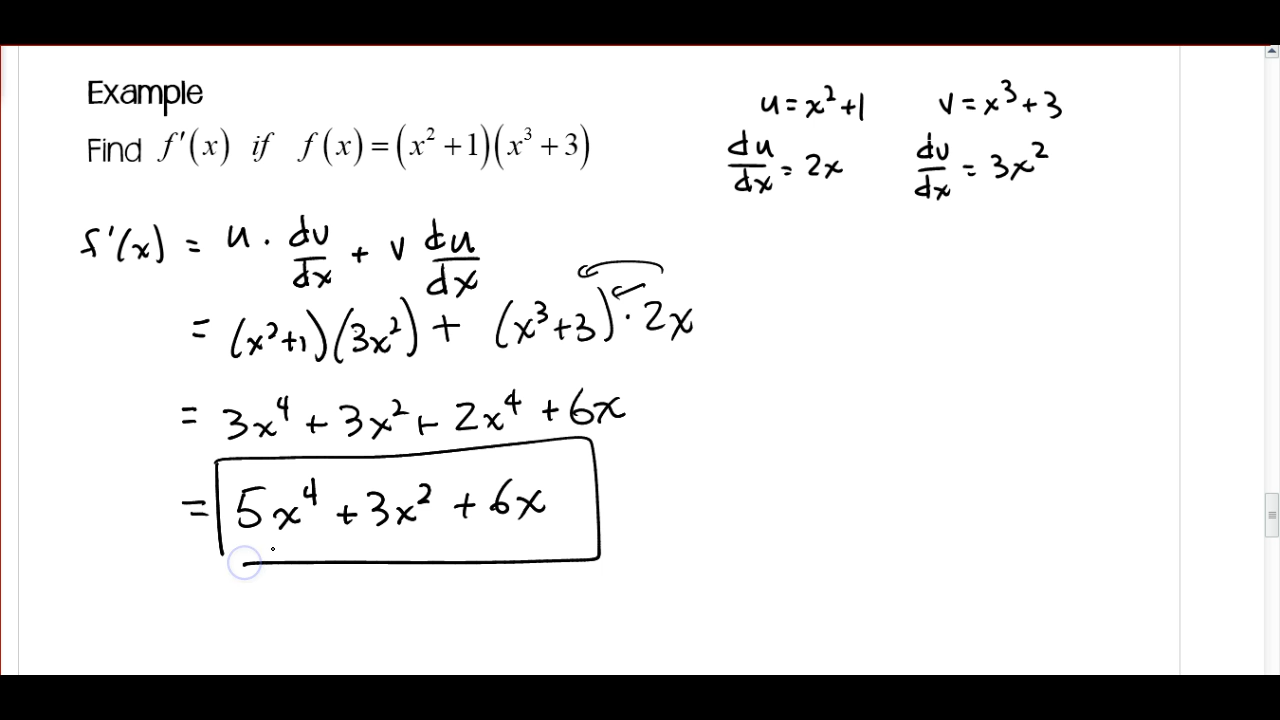 Example
Find f'(x) if f(x) = (x² + 1)(x³ + 3)
u = x² + 1 v = x³ + 3
du/dx = 2x dv/dx = 3x²
f'(x) = u · dv/dx + v du/dx
= (x² + 1)(3x²) + (x³ + 3) · 2x
= 3x⁴ + 3x² + 2x⁴ + 6x
= 5x⁴ + 3x² + 6x